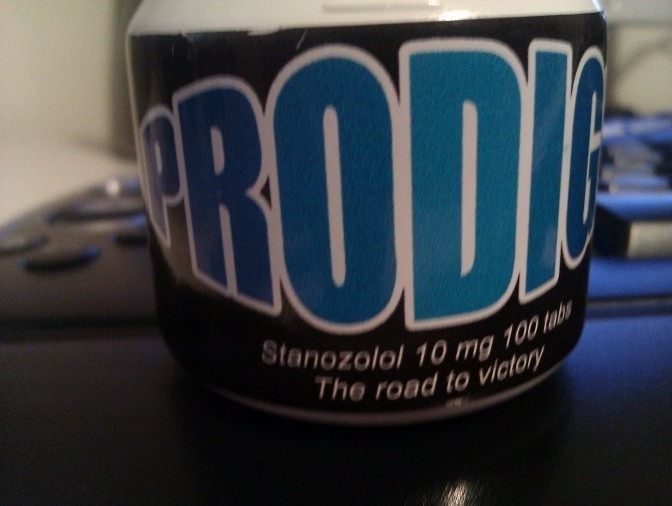 PRODIG
Stanozolol 10 mg 100 tabs
The road to victory